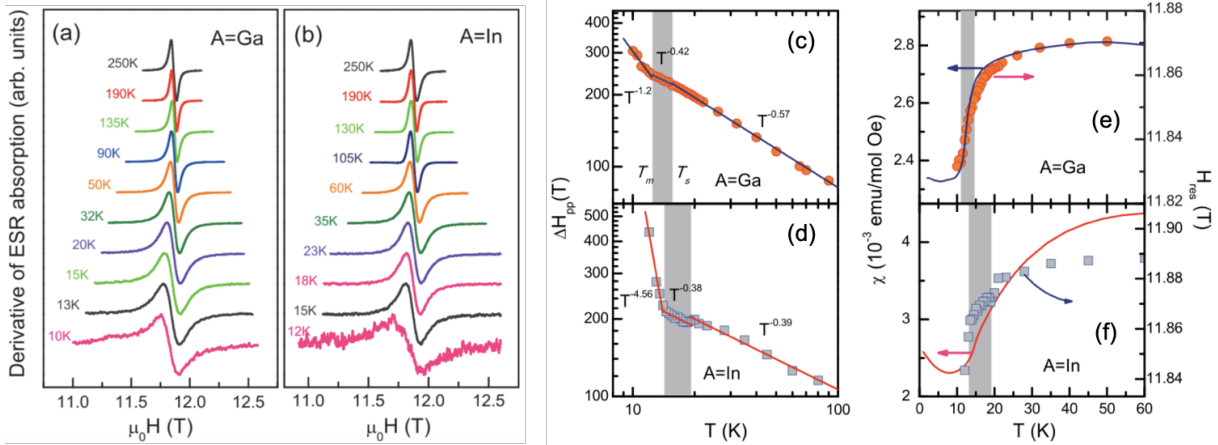 Derivative of ESR absorption (arb. units)
(a)
A=Ga
250K
190K
135K
90K
50K
32K
20K
15K
13K
10K
11.0 11.5 12.0 12.5
μ₀H (T)
(b)
A=In
250K
190K
130K
105K
60K
35K
23K
18K
15K
12K
11.0 11.5 12.0 12.5
μ₀H (T)
ΔHpp(T)
400
300
200
100
(c)
T⁻⁰·⁴²
T⁻¹·²
T⁻⁰·⁵⁷
Tm
Ts
A=Ga
500
400
300
200
100
(d)
T⁻⁴·⁵⁶
T⁻⁰·³⁸
T⁻⁰·³⁹
A=In
10 100
T (K)
χ (10⁻³ emu/mol Oe)
2.8
2.6
2.4
(e)
11.88
11.86
11.84
11.82
Hres (T)
4
3
2
(f)
A=In
11.90
11.88
11.86
11.84
0 10 20 30 40 50 60
T (K)